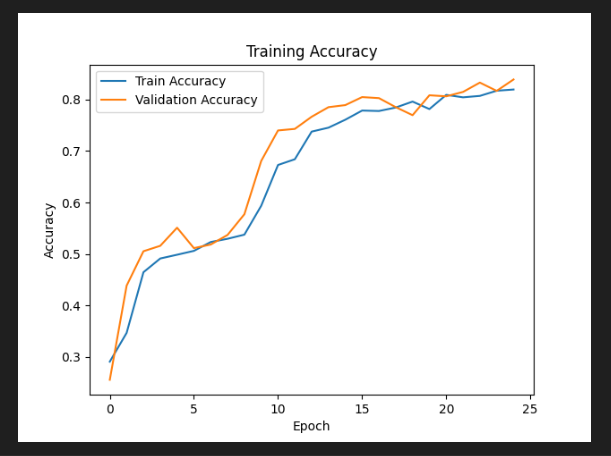 Training Accuracy
Train Accuracy
Validation Accuracy
Accuracy
0.8
0.7
0.6
0.5
0.4
0.3
0 5 10 15 20 25
Epoch